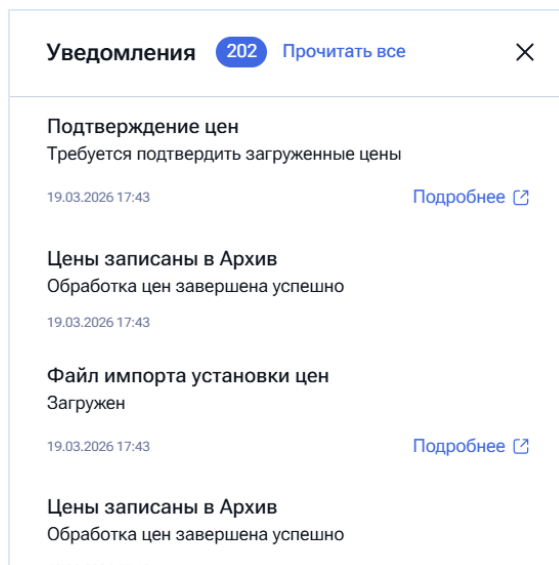 Уведомления 202 Прочитать все
Подтверждение цен
Требуется подтвердить загруженные цены
19.03.2026 17:43 Подробнее
Цены записаны в Архив
Обработка цен завершена успешно
19.03.2026 17:43
Файл импорта установки цен
Загружен
19.03.2026 17:43 Подробнее
Цены записаны в Архив
Обработка цен завершена успешно